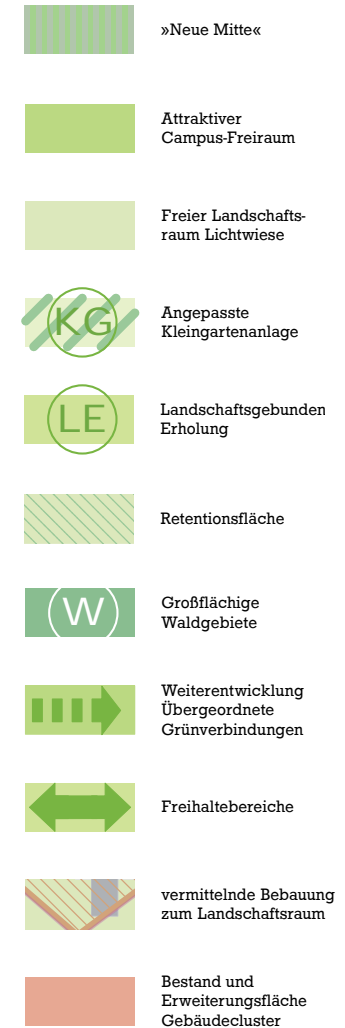 »Neue Mitte«
Attraktiver
Campus-Freiraum
Freier Landschafts-
raum Lichtwiese
KG
Angepasste
Kleingartenanlage
LE
Landschaftsgebunden
Erholung
Retentionsfläche
W
Großflächige
Waldgebiete
Weiterentwicklung
Übergeordnete
Grünverbindungen
Freihaltebereiche
vermittelnde Bebauung
zum Landschaftsraum
Bestand und
Erweiterungsfläche
Gebäudecluster